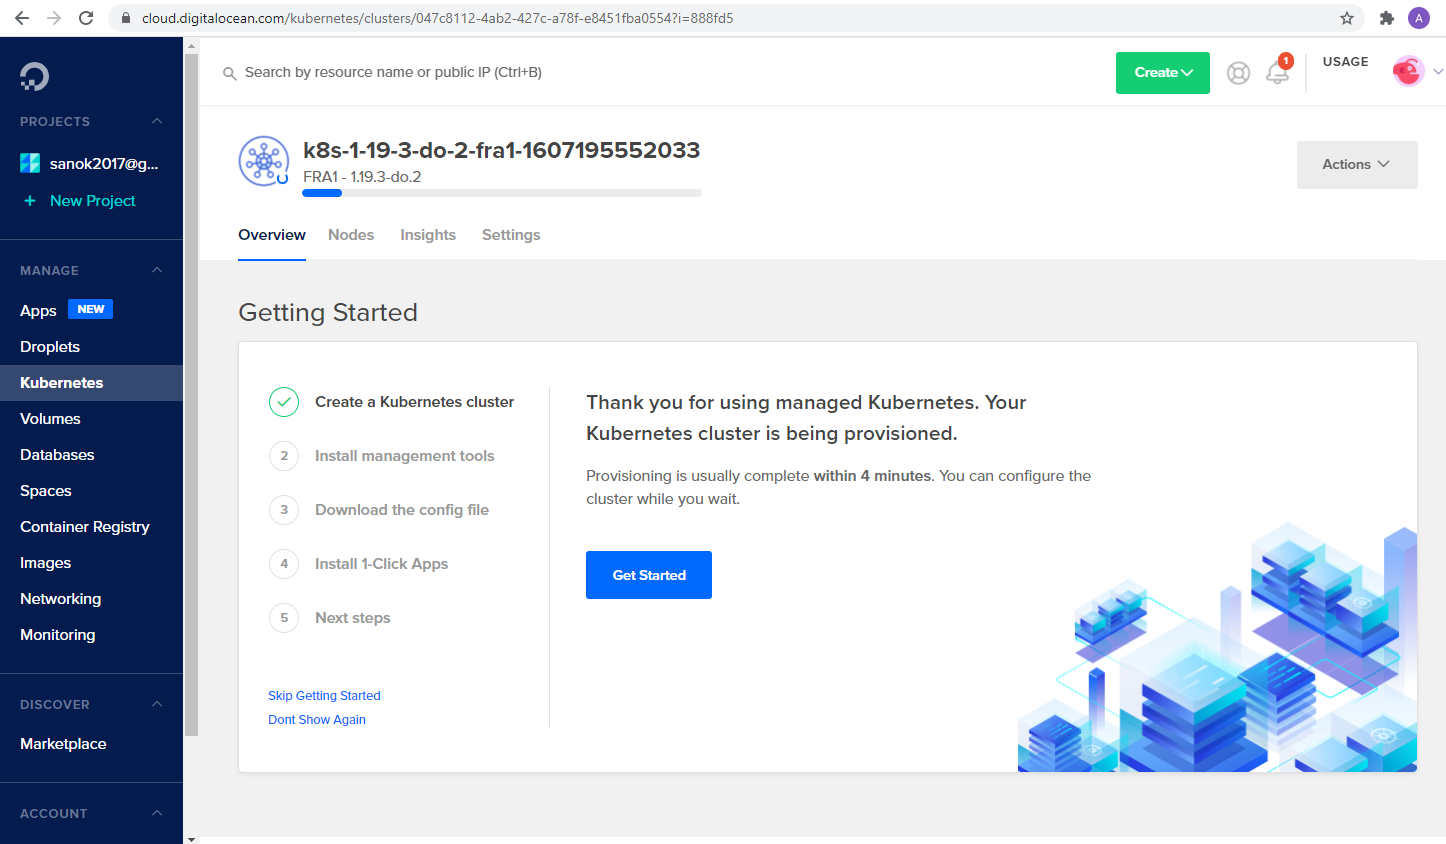 cloud.digitalocean.com/kubernetes/clusters/047c8112-4ab2-427c-a78f-e8451fba0554?i=888fd5
A
Search by resource name or public IP (Ctrl+B)
Create
1
USAGE
PROJECTS
sanok2017@g...
+ New Project
MANAGE
Apps NEW
Droplets
Kubernetes
Volumes
Databases
Spaces
Container Registry
Images
Networking
Monitoring
DISCOVER
Marketplace
ACCOUNT
k8s-1-19-3-do-2-fra1-1607195552033
FRA1 - 1.19.3-do.2
Actions
Overview Nodes Insights Settings
Getting Started
Create a Kubernetes cluster
2 Install management tools
3 Download the config file
4 Install 1-Click Apps
5 Next steps
Skip Getting Started
Dont Show Again
Thank you for using managed Kubernetes. Your
Kubernetes cluster is being provisioned.
Provisioning is usually complete within 4 minutes. You can configure the
cluster while you wait.
Get Started